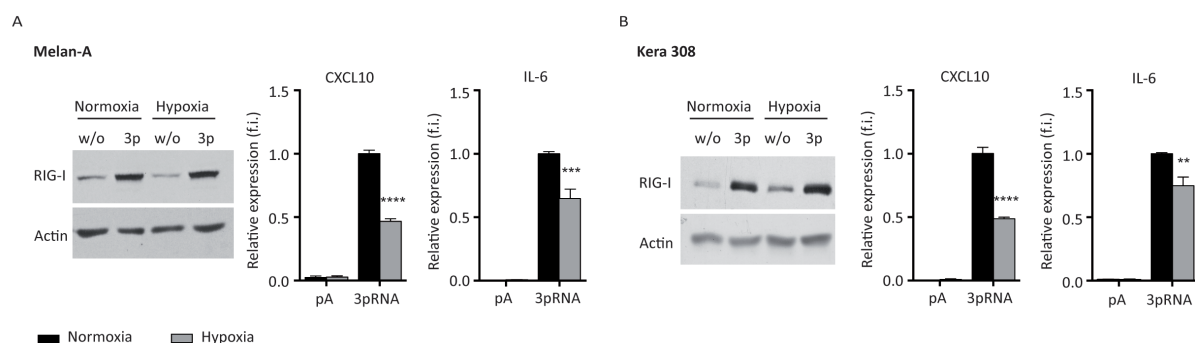 A
Melan-A
Normoxia Hypoxia
w/o 3p w/o 3p
RIG-I
Actin
CXCL10
Relative expression (f.i.)
1.5
1.0
0.5
0.0
****
pA 3pRNA
IL-6
Relative expression (f.i.)
1.5
1.0
0.5
0.0
***
pA 3pRNA
Normoxia Hypoxia
B
Kera 308
Normoxia Hypoxia
w/o 3p w/o 3p
RIG-I
Actin
CXCL10
Relative expression (f.i.)
1.5
1.0
0.5
0.0
****
pA 3pRNA
IL-6
Relative expression (f.i.)
1.5
1.0
0.5
0.0
**
pA 3pRNA